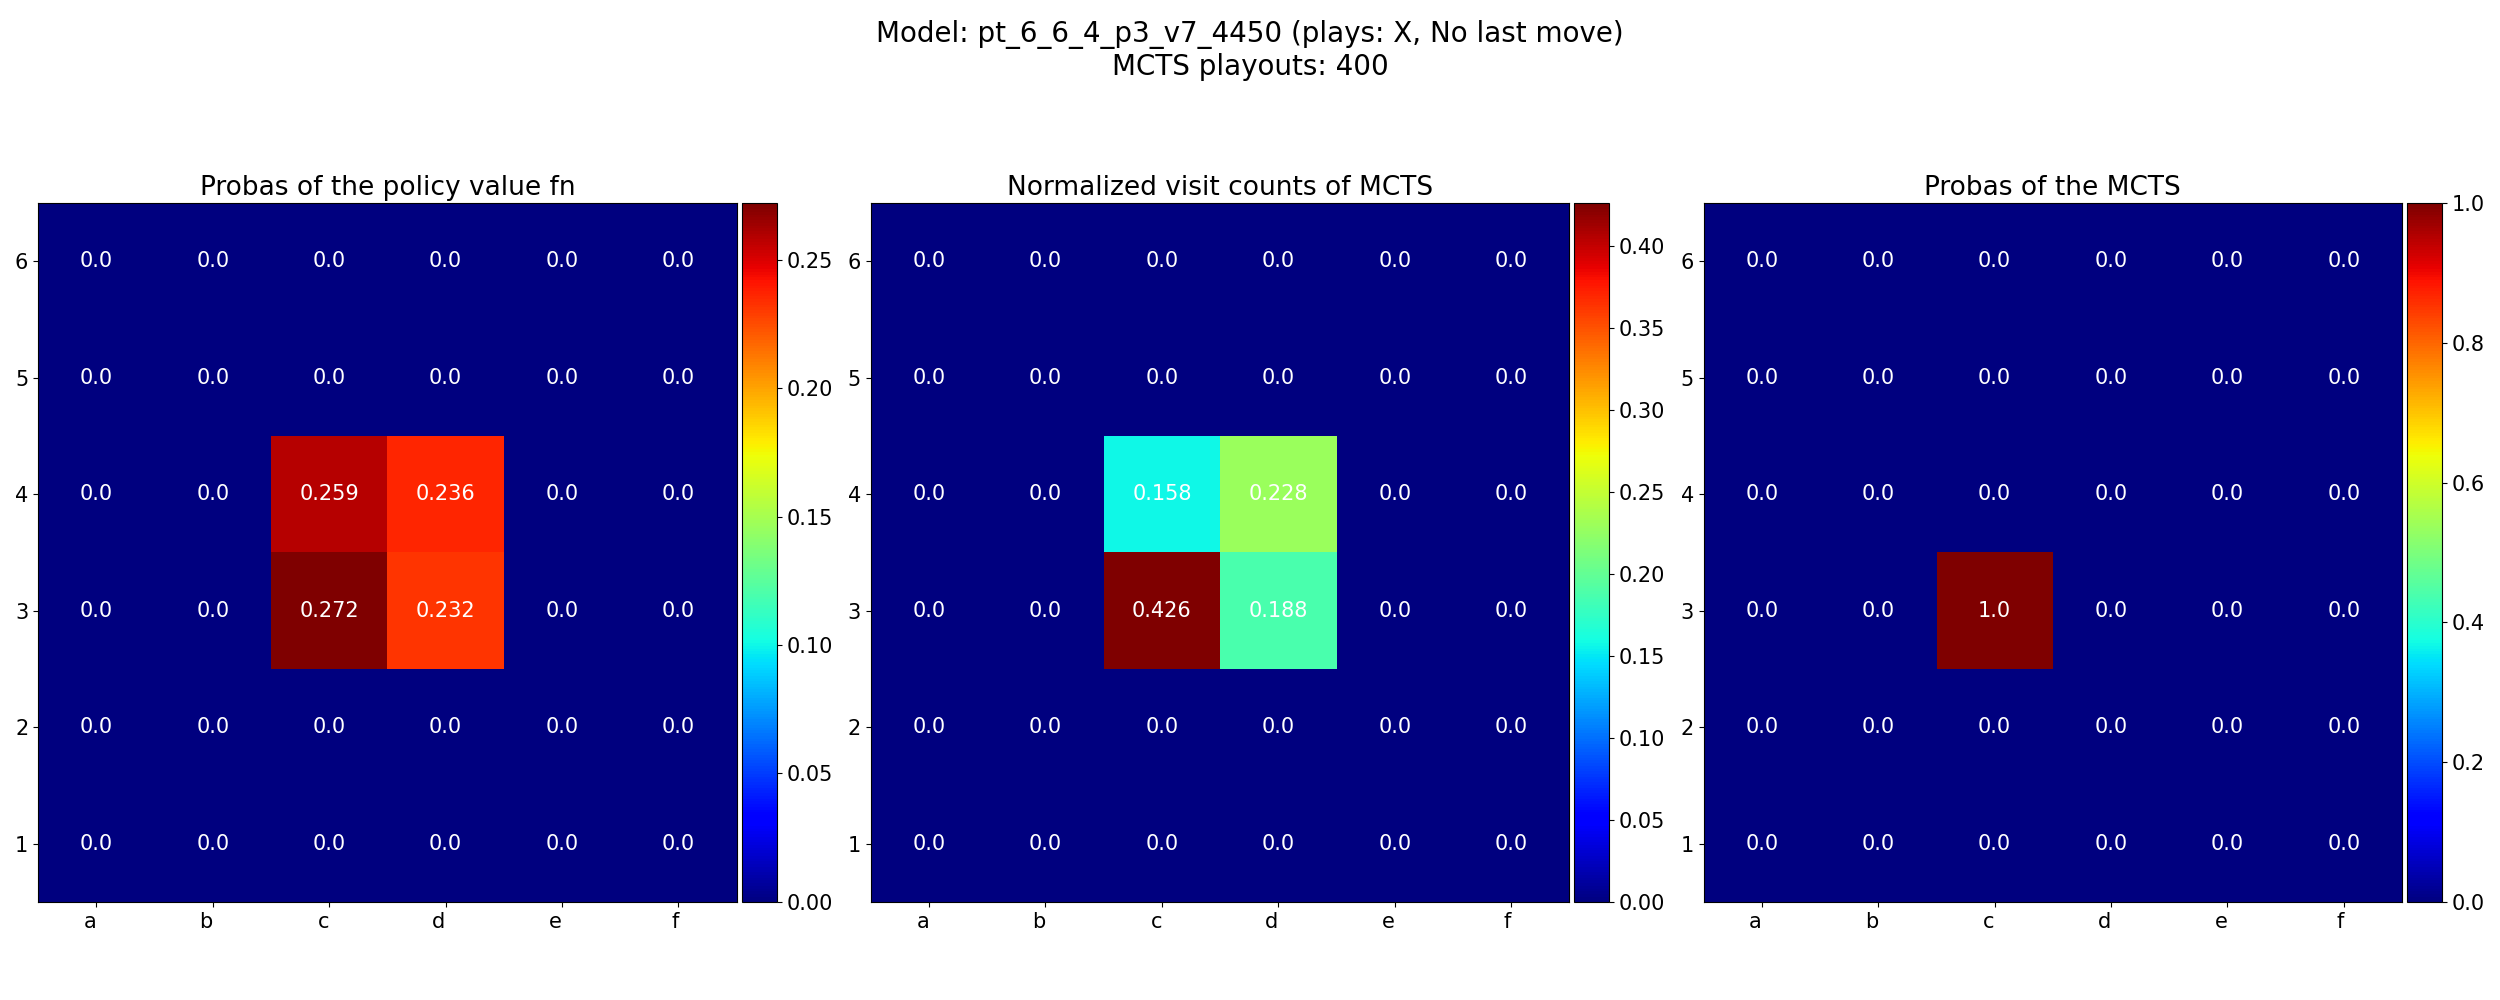 Model: pt_6_6_4_p3_v7_4450 (plays: X, No last move)
MCTS playouts: 400
Probas of the policy value fn
6 0.0 0.0 0.0 0.0 0.0 0.0
5 0.0 0.0 0.0 0.0 0.0 0.0
4 0.0 0.0 0.259 0.236 0.0 0.0
3 0.0 0.0 0.272 0.232 0.0 0.0
2 0.0 0.0 0.0 0.0 0.0 0.0
1 0.0 0.0 0.0 0.0 0.0 0.0
a b c d e f
0.25
0.20
0.15
0.10
0.05
0.00
Normalized visit counts of MCTS
6 0.0 0.0 0.0 0.0 0.0 0.0
5 0.0 0.0 0.0 0.0 0.0 0.0
4 0.0 0.0 0.158 0.228 0.0 0.0
3 0.0 0.0 0.426 0.188 0.0 0.0
2 0.0 0.0 0.0 0.0 0.0 0.0
1 0.0 0.0 0.0 0.0 0.0 0.0
a b c d e f
0.40
0.35
0.30
0.25
0.20
0.15
0.10
0.05
0.00
Probas of the MCTS
6 0.0 0.0 0.0 0.0 0.0 0.0
5 0.0 0.0 0.0 0.0 0.0 0.0
4 0.0 0.0 0.0 0.0 0.0 0.0
3 0.0 0.0 1.0 0.0 0.0 0.0
2 0.0 0.0 0.0 0.0 0.0 0.0
1 0.0 0.0 0.0 0.0 0.0 0.0
a b c d e f
1.0
0.8
0.6
0.4
0.2
0.0